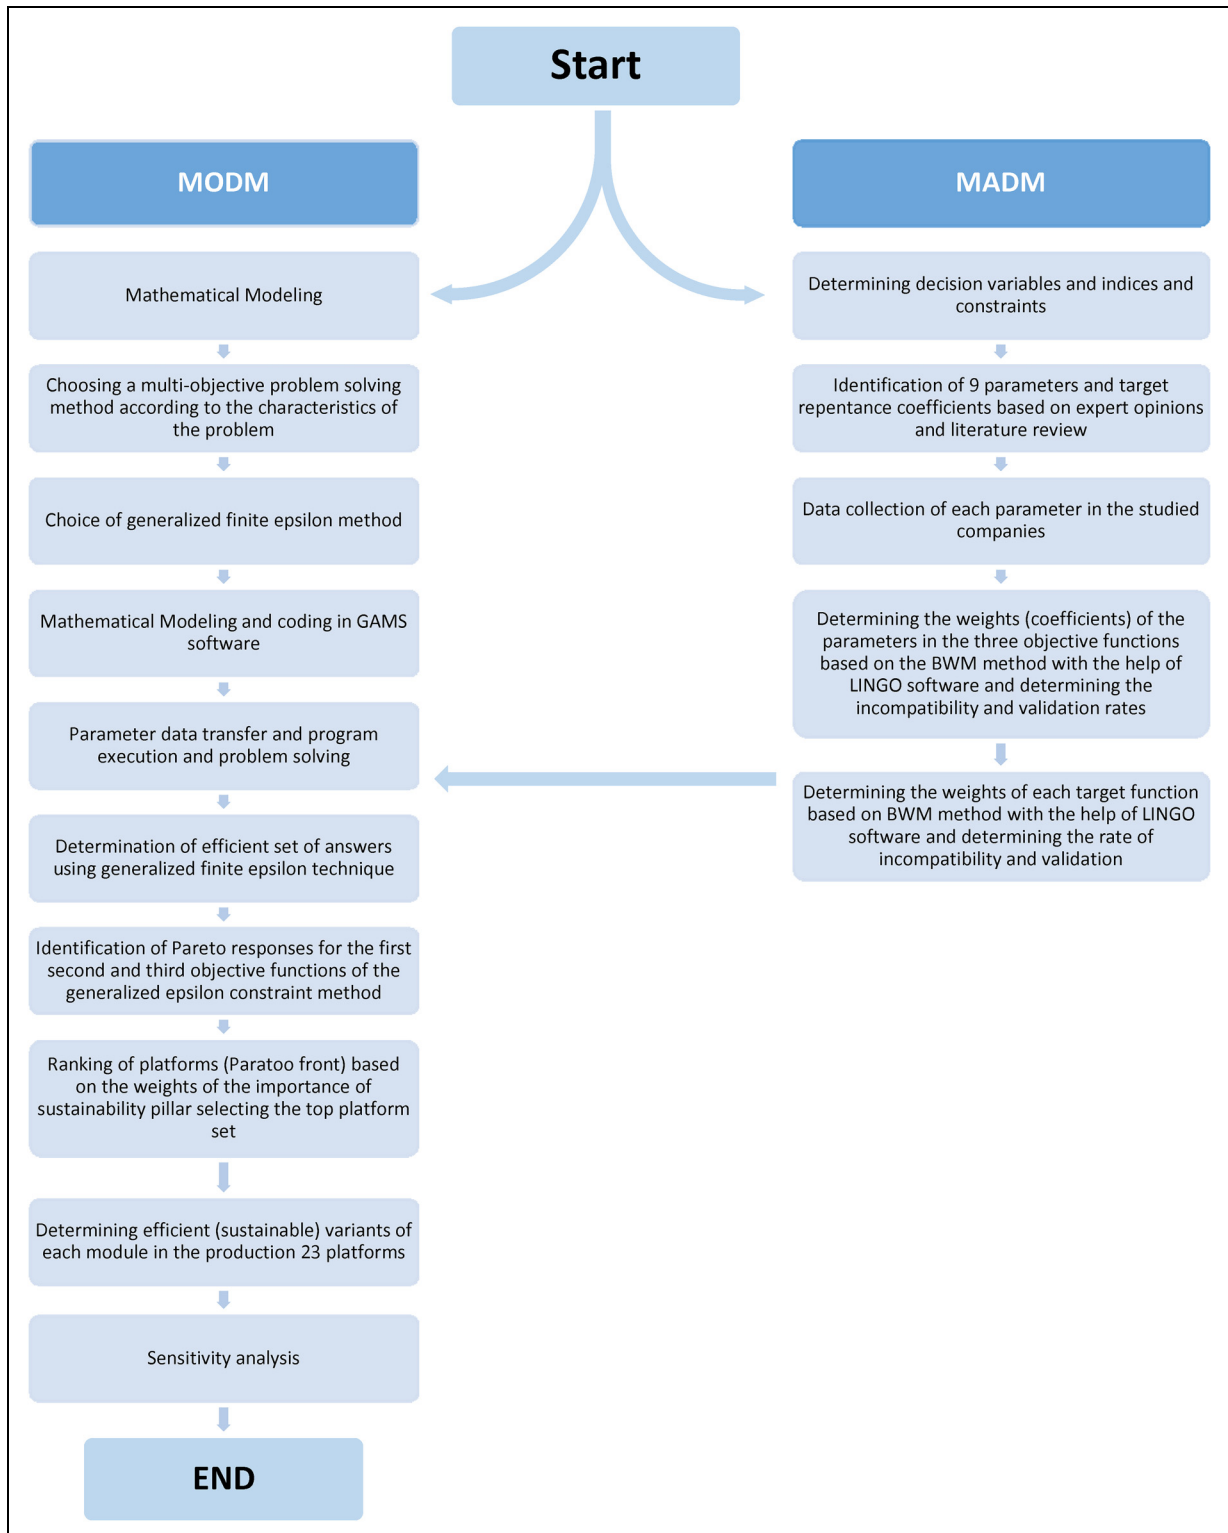 Start
MODM
Mathematical Modeling
Choosing a multi-objective problem solving
method according to the characteristics of
the problem
Choice of generalized finite epsilon method
Mathematical Modeling and coding in GAMS
software
Parameter data transfer and program
execution and problem solving
Determination of efficient set of answers
using generalized finite epsilon technique
Identification of Pareto responses for the first
second and third objective functions of the
generalized epsilon constraint method
Ranking of platforms (Paratoo front) based
on the weights of the importance of
sustainability pillar selecting the top platform
set
Determining efficient (sustainable) variants of
each module in the production 23 platforms
Sensitivity analysis
END
MADM
Determining decision variables and indices and
constraints
Identification of 9 parameters and target
repentance coefficients based on expert opinions
and literature review
Data collection of each parameter in the studied
companies
Determining the weights (coefficients) of the
parameters in the three objective functions
based on the BWM method with the help of
LINGO software and determining the
incompatibility and validation rates
Determining the weights of each target function
based on BWM method with the help of LINGO
software and determining the rate of
incompatibility and validation